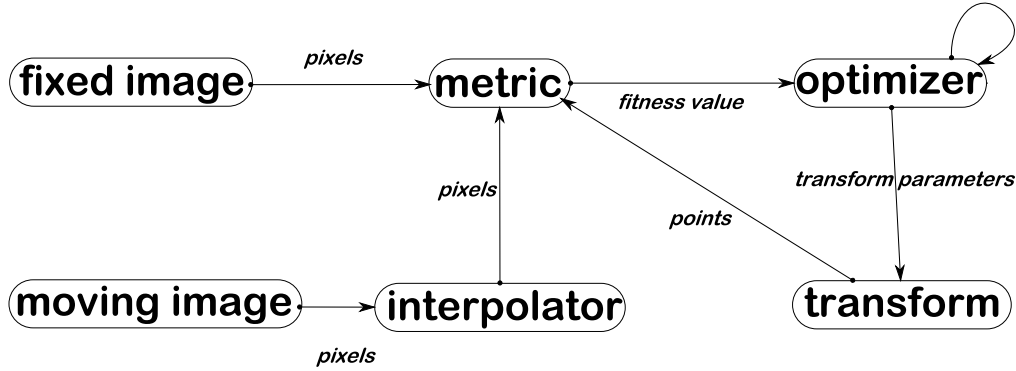 pixels
fixed image
metric
optimizer
fitness value
transform parameters
pixels
points
moving image
interpolator
transform
pixels